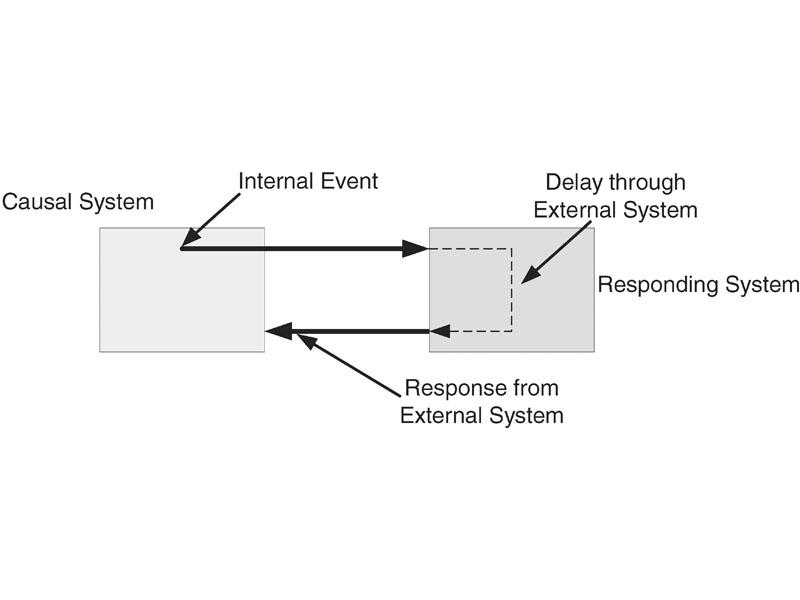 Internal Event
Causal System
Delay through
External System
Responding System
Response from
External System